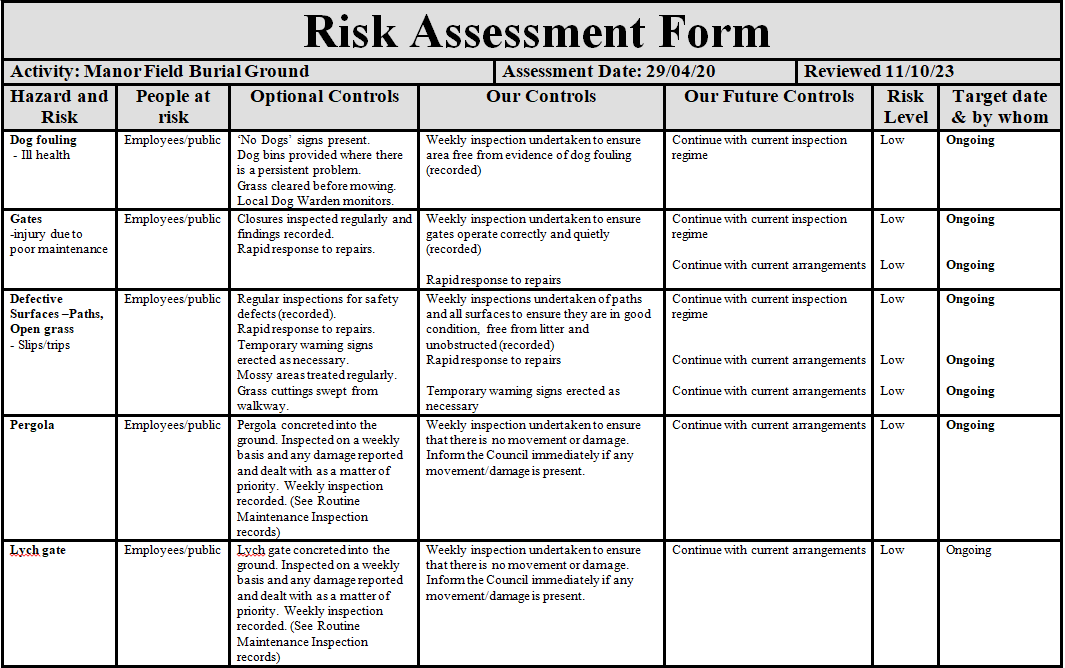 Risk Assessment Form
Activity: Manor Field Burial Ground
Assessment Date: 29/04/20
Reviewed 11/10/23
Hazard and
Risk
People at
risk
Optional Controls
Our Controls
Our Future Controls
Risk
Level
Target date
& by whom
Dog fouling
- Ill health
Employees/public
‘No Dogs’ signs present.
Dog bins provided where there
is a persistent problem.
Grass cleared before mowing.
Local Dog Warden monitors.
Weekly inspection undertaken to ensure
area free from evidence of dog fouling
(recorded)
Continue with current inspection
regime
Low
Ongoing
Gates
-injury due to
poor maintenance
Employees/public
Closures inspected regularly and
findings recorded.
Rapid response to repairs.
Weekly inspection undertaken to ensure
gates operate correctly and quietly
(recorded)
Rapid response to repairs
Continue with current inspection
regime
Continue with current arrangements
Low
Low
Ongoing
Ongoing
Defective
Surfaces –Paths,
Open grass
- Slips/trips
Employees/public
Regular inspections for safety
defects (recorded).
Rapid response to repairs.
Temporary warning signs
erected as necessary.
Mossy areas treated regularly.
Grass cuttings swept from
walkway.
Weekly inspections undertaken of paths
and all surfaces to ensure they are in good
condition,  free from litter and
unobstructed (recorded)
Rapid response to repairs
Temporary warning signs erected as
necessary
Continue with current inspection
regime
Continue with current arrangements
Continue with current arrangements
Low
Low
Low
Ongoing
Ongoing
Ongoing
Pergola
Employees/public
Pergola concreted into the
ground. Inspected on a weekly
basis and any damage reported
and dealt with as a matter of
priority. Weekly inspection
recorded. (See Routine
Maintenance Inspection
records)
Weekly inspection undertaken to ensure
that there is  no movement or damage.
Inform the Council immediately if any
movement/damage is present.
Continue with current arrangements
Low
Ongoing
Lych gate
Employees/public
Lych gate concreted into the
ground. Inspected on a weekly
basis and any damage reported
and dealt with as a matter of
priority. Weekly inspection
recorded. (See Routine
Maintenance Inspection
records)
Weekly inspection undertaken to ensure
that there is  no movement or damage.
Inform the Council immediately if any
movement/damage is present.
Continue with current arrangements
Low
Ongoing